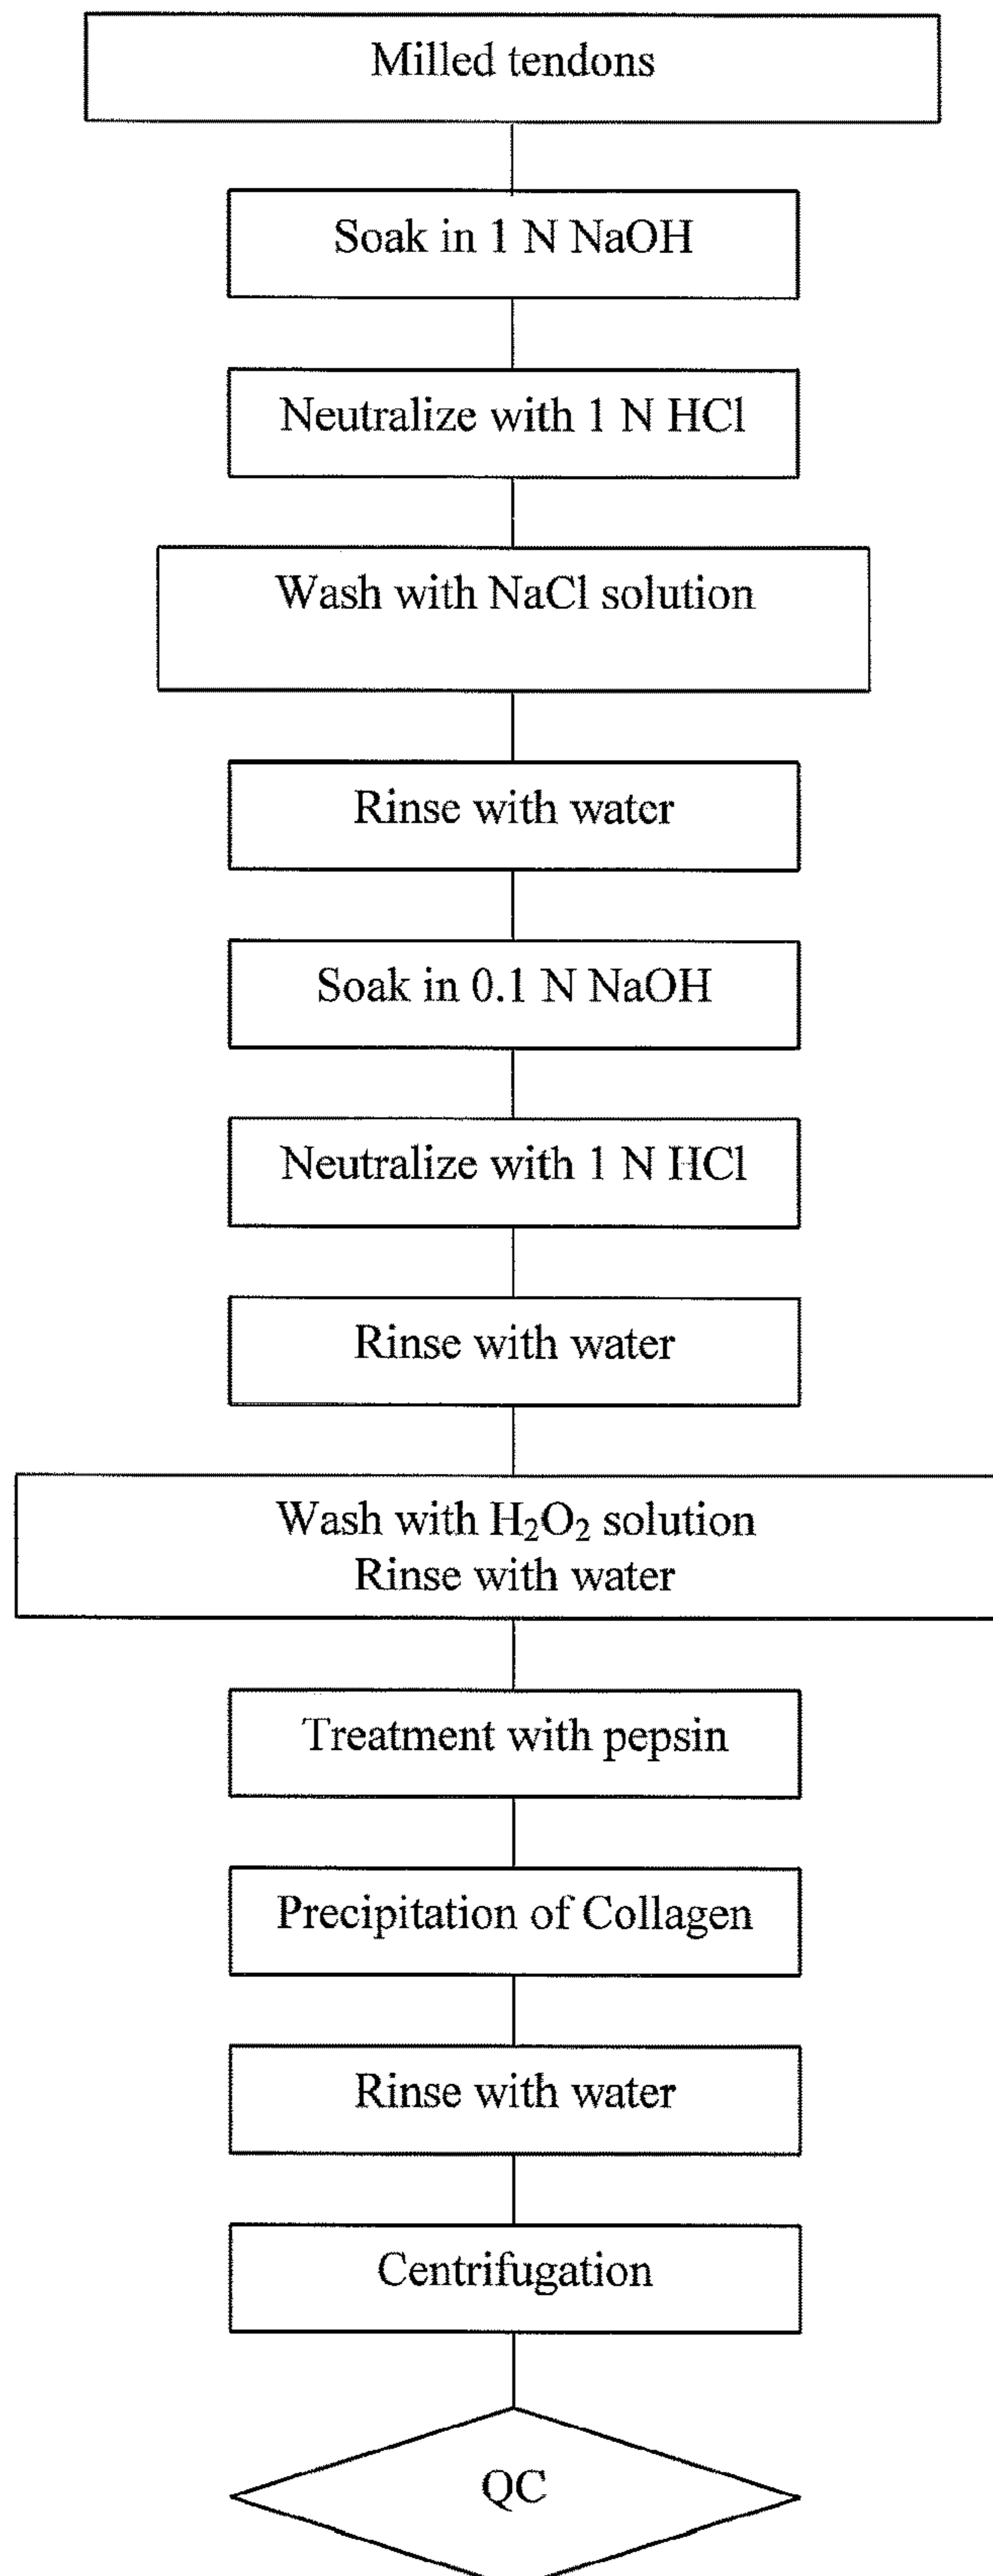 Milled tendons
Soak in 1 N NaOH
Neutralize with 1 N HCl
Wash with NaCl solution
Rinse with water
Soak in 0.1 N NaOH
Neutralize with 1 N HCl
Rinse with water
Wash with H₂O₂ solution
Rinse with water
Treatment with pepsin
Precipitation of Collagen
Rinse with water
Centrifugation
QC